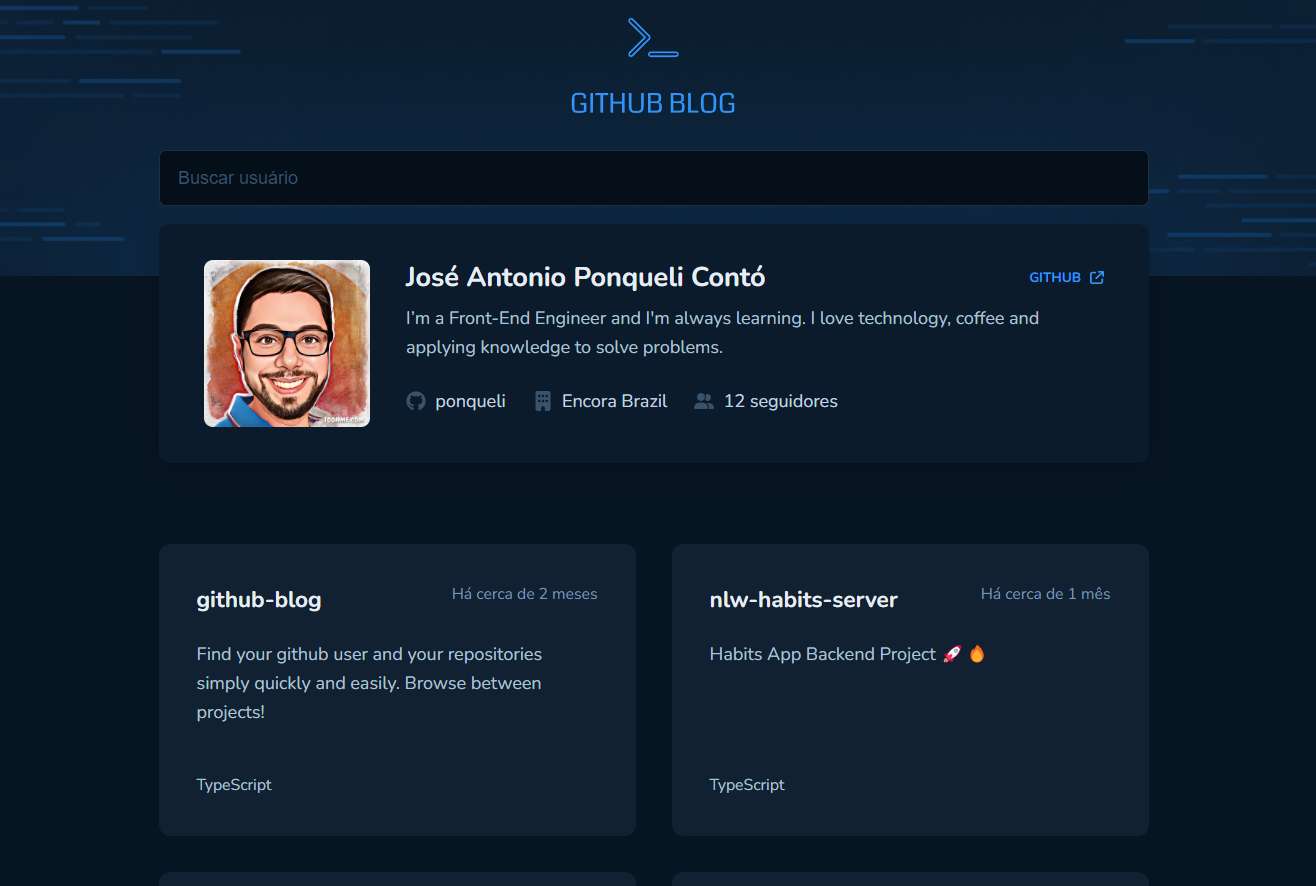 GITHUB BLOG
Buscar usuário
José Antonio Ponqueli Contó
GITHUB
I'm a Front-End Engineer and I'm always learning. I love technology, coffee and
applying knowledge to solve problems.
ponqueli Encora Brazil 12 seguidores
TOONME.COM
github-blog
Há cerca de 2 meses
Find your github user and your repositories
simply quickly and easily. Browse between
projects!
TypeScript
nlw-habits-server
Há cerca de 1 mês
Habits App Backend Project 🚀 🔥
TypeScript